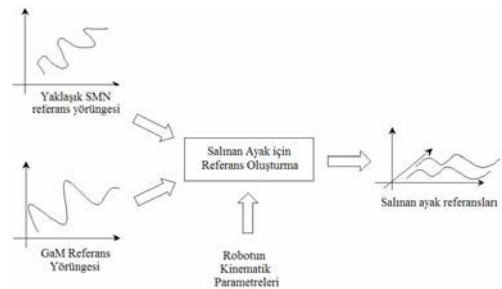 Yaklaşık SMN
referans yörüngesi
Salınan Ayak için
Referans Oluşturma
Salınan ayak referansları
GaM Referans
Yörüngesi
Robotun
Kinematik
Parametreleri